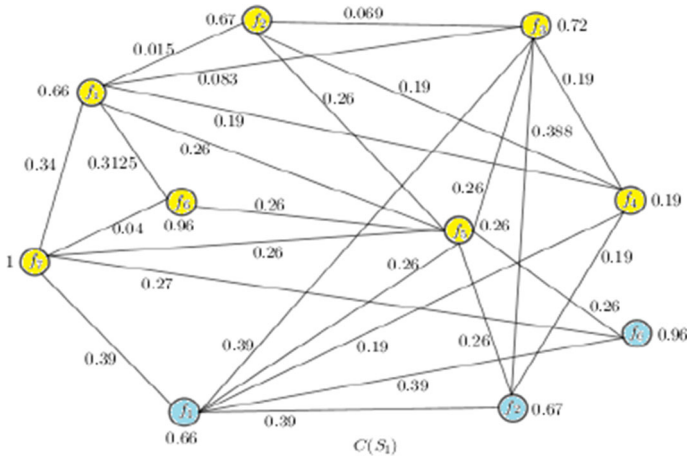 0.67 f₂ 0.069 f₃ 0.72
0.015
0.083 0.19
0.66 f₁ 0.26 0.19
0.19 0.388
0.26
0.34 0.3125
0.26 0.26
f₆ f₄ 0.19
0.04 0.96 f₅ 0.26
1 f₇ 0.26 0.26 0.19
0.27
0.26
0.39 0.19 0.26 f₆ 0.96
0.39 0.39
f₁ 0.39 f₂ 0.67
0.66
C(S₁)